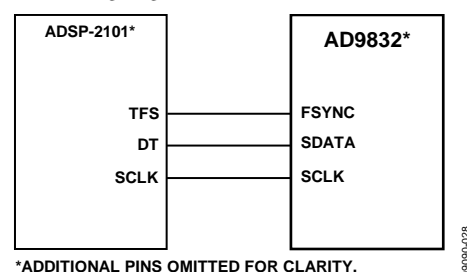 ADSP-2101*
AD9832*
TFS
FSYNC
DT
SDATA
SCLK
SCLK
*ADDITIONAL PINS OMITTED FOR CLARITY.